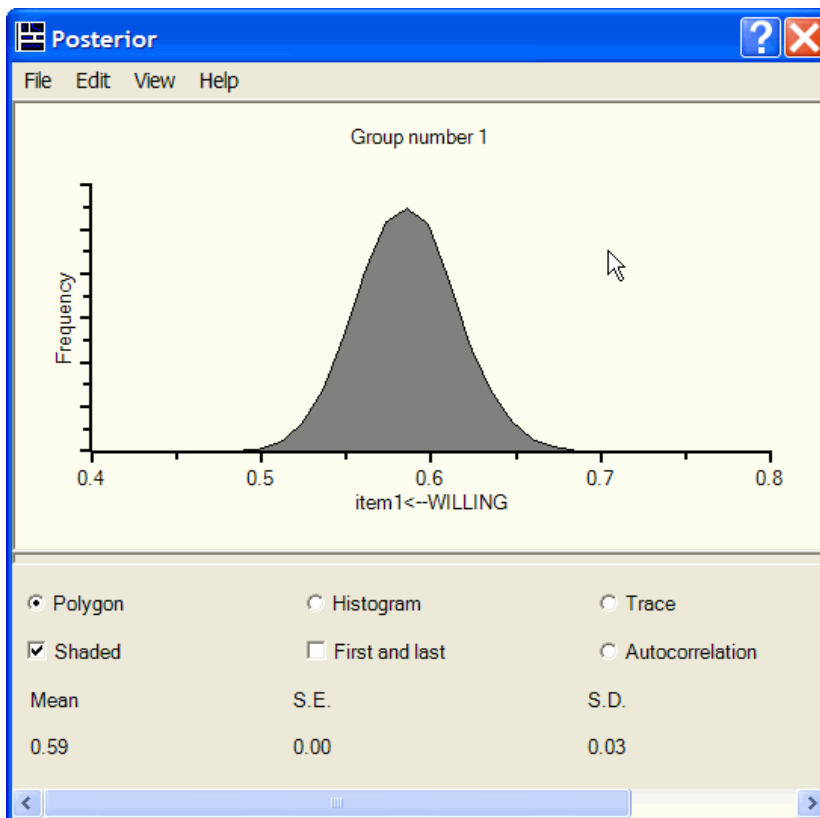 Posterior
File Edit View Help
Group number 1
Frequency
0.4 0.5 0.6 0.7 0.8
item1<--WILLING
Polygon Histogram Trace
Shaded First and last Autocorrelation
Mean S.E. S.D.
0.59 0.00 0.03